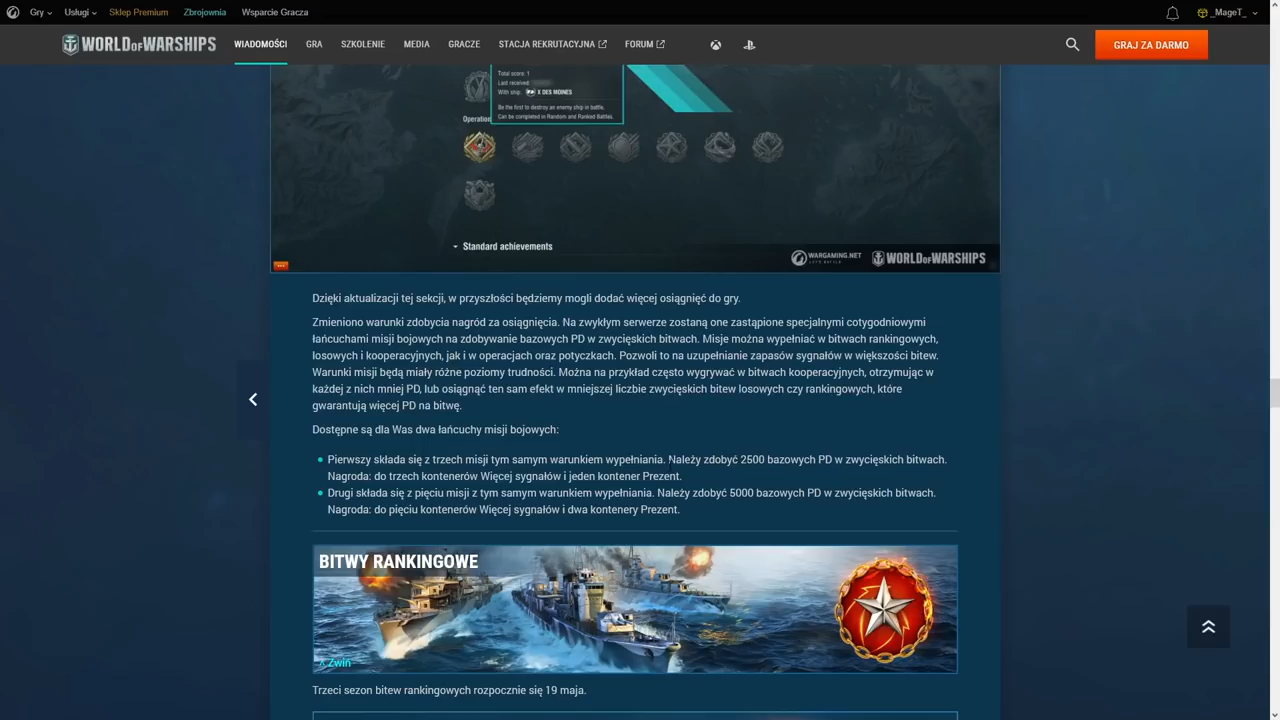 Gry
Usługi
Sklep Premium
Zbrojownia
Wsparcie Gracza
_MageT_
WORLD OF WARSHIPS
WIADOMOŚCI
GRA
SZKOLENIE
MEDIA
GRACZE
STACJA REKRUTACYJNA
FORUM
GRAJ ZA DARMO
Total score: 1
Last received:
With ship: X DES MOINES
Be the first to destroy an enemy ship in battle.
Can be completed in Random and Ranked Battles.
Operation
Standard achievements
WARGAMING.NET
LET'S BATTLE
WORLD OF WARSHIPS
Dzięki aktualizacji tej sekcji, w przyszłości będziemy mogli dodać więcej osiągnięć do gry.
Zmieniono warunki zdobycia nagród za osiągnięcia. Na zwykłym serwerze zostaną one zastąpione specjalnymi cotygodniowymi
łańcuchami misji bojowych na zdobywanie bazowych PD w zwycięskich bitwach. Misje można wypełniać w bitwach rankingowych,
losowych i kooperacyjnych, jak i w operacjach oraz potyczkach. Pozwoli to na uzupełnianie zapasów sygnałów w większości bitew.
Warunki misji będą miały różne poziomy trudności. Można na przykład często wygrywać w bitwach kooperacyjnych, otrzymując w
każdej z nich mniej PD, lub osiągnąć ten sam efekt w mniejszej liczbie zwycięskich bitew losowych czy rankingowych, które
gwarantują więcej PD na bitwę.
Dostępne są dla Was dwa łańcuchy misji bojowych:
Pierwszy składa się z trzech misji tym samym warunkiem wypełniania. Należy zdobyć 2500 bazowych PD w zwycięskich bitwach.
Nagroda: do trzech kontenerów Więcej sygnałów i jeden kontener Prezent.
Drugi składa się z pięciu misji z tym samym warunkiem wypełniania. Należy zdobyć 5000 bazowych PD w zwycięskich bitwach.
Nagroda: do pięciu kontenerów Więcej sygnałów i dwa kontenery Prezent.
BITWY RANKINGOWE
Zwiń
Trzeci sezon bitew rankingowych rozpocznie się 19 maja.